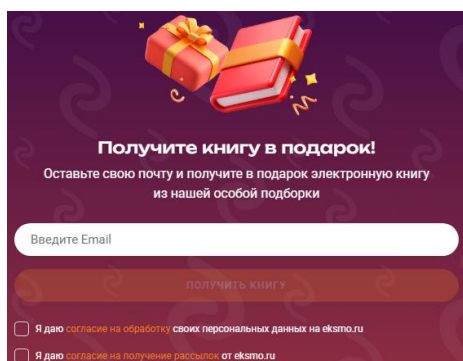 Получите книгу в подарок!
Оставьте свою почту и получите в подарок электронную книгу
из нашей особой подборки
Введите Email
ПОЛУЧИТЬ КНИГУ
Я даю согласие на обработку своих персональных данных на eksmo.ru
Я даю согласие на получение рассылок от eksmo.ru